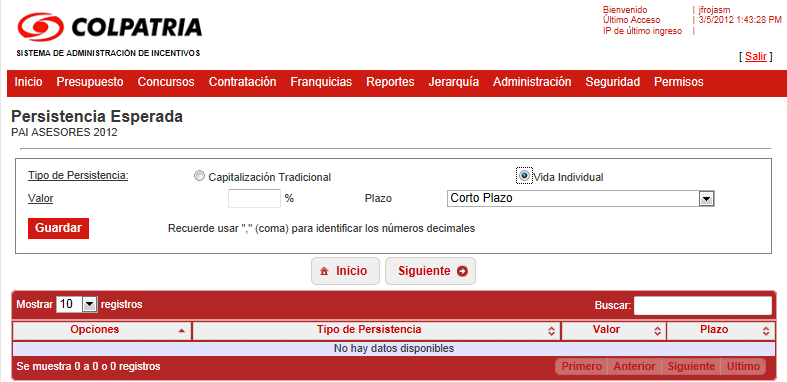 COLPATRIA
SISTEMA DE ADMINISTRACIÓN DE INCENTIVOS
Bienvenido | jfrojasm
Último Acceso | 3/5/2012 1:43:28 PM
IP de último ingreso |
[ Salir ]
Inicio Presupuesto Concursos Contratación Franquicias Reportes Jerarquía Administración Seguridad Permisos
Persistencia Esperada
PAI ASESORES 2012
Tipo de Persistencia: Capitalización Tradicional Vida Individual
Valor % Plazo Corto Plazo
Guardar Recuerde usar "," (coma) para identificar los números decimales
Inicio Siguiente
Mostrar 10 registros Buscar:
Opciones Tipo de Persistencia Valor Plazo
No hay datos disponibles
Se muestra 0 a 0 o 0 registros Primero Anterior Siguiente Ultimo